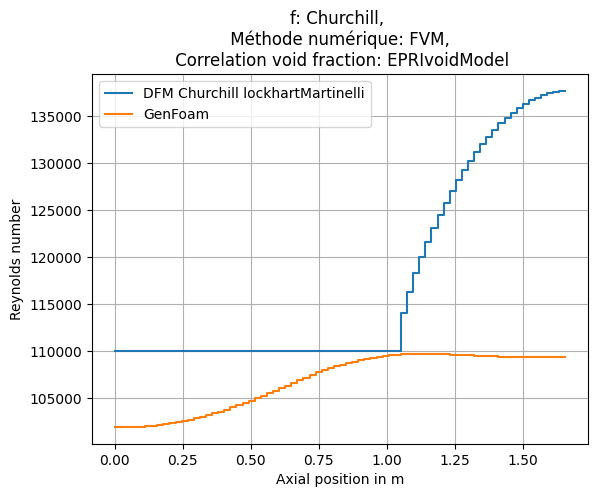 f: Churchill,
Méthode numérique: FVM,
Correlation void fraction: EPRIvoidModel
DFM Churchill lockhartMartinelli
GenFoam
Reynolds number
135000
130000
125000
120000
115000
110000
105000
0.00 0.25 0.50 0.75 1.00 1.25 1.50
Axial position in m